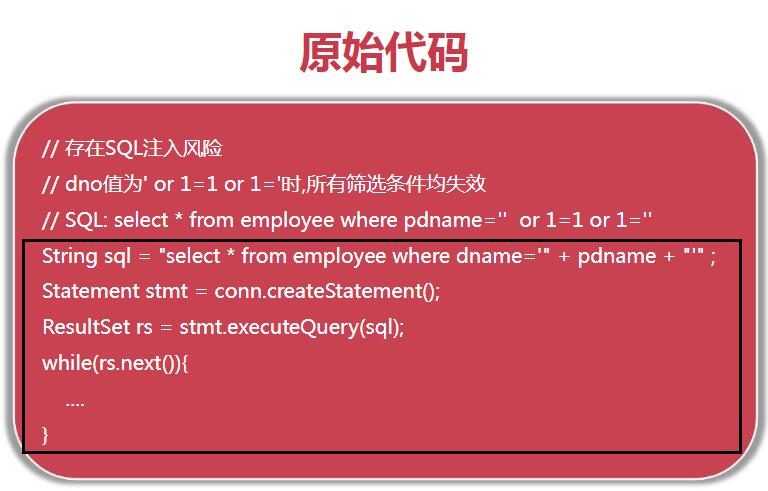 原始代码
// 存在SQL注入风险
// dno值为' or 1=1 or 1='时,所有筛选条件均失效
// SQL: select * from employee where pdname=''  or 1=1 or 1=''
String sql = "select * from employee where dname='" + pdname + "'" ;
Statement stmt = conn.createStatement();
ResultSet rs = stmt.executeQuery(sql);
while(rs.next()){
....
}